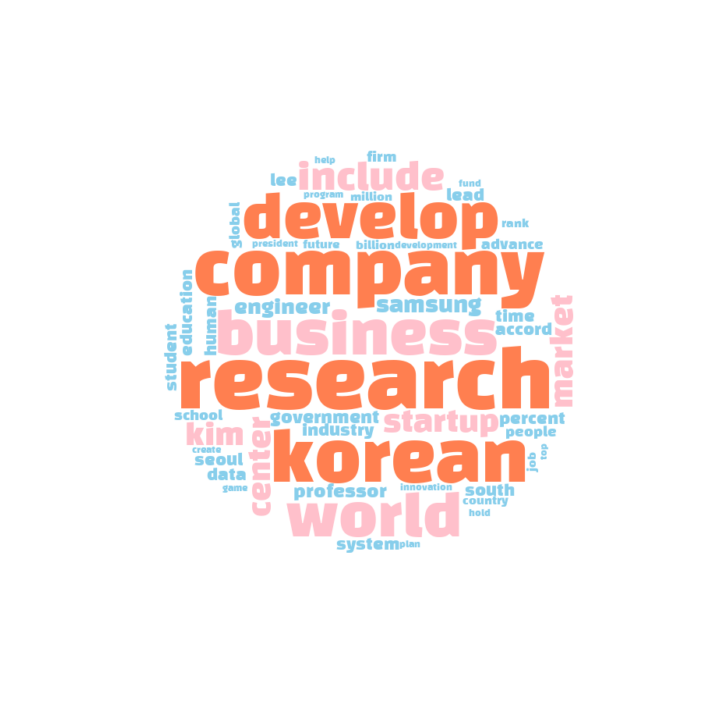 help
firm
lee
include
fund
program
million
lead
global
develop
rank
president
future
billion
development
advance
company
education
human
engineer
samsung
time
accord
market
student
business
research
school
government
startup
percent
kim
industry
people
center
korean
create
seoul
data
job
top
game
professor
innovation
south
country
world
hold
system
plan